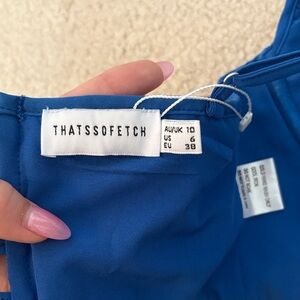 THATSSOFETCH
AU/UK 10
US 6
EU 38